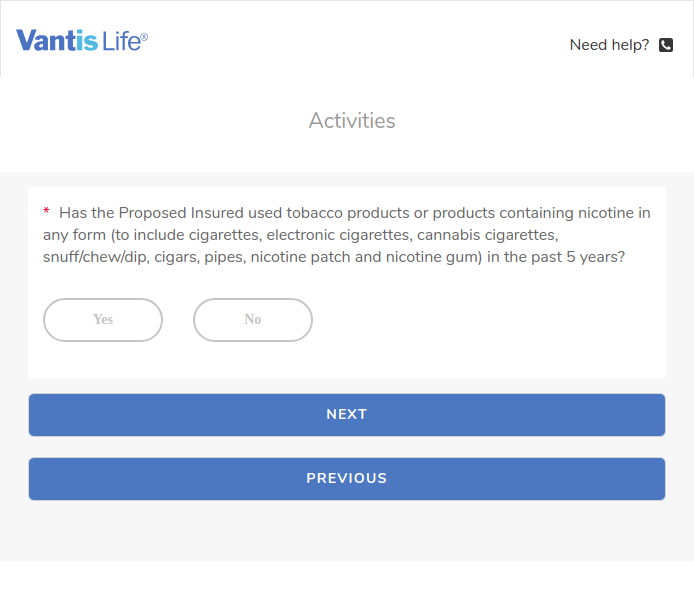 Vantis Life®
Need help?
Activities
* Has the Proposed Insured used tobacco products or products containing nicotine in
any form (to include cigarettes, electronic cigarettes, cannabis cigarettes,
snuff/chew/dip, cigars, pipes, nicotine patch and nicotine gum) in the past 5 years?
Yes
No
NEXT
PREVIOUS